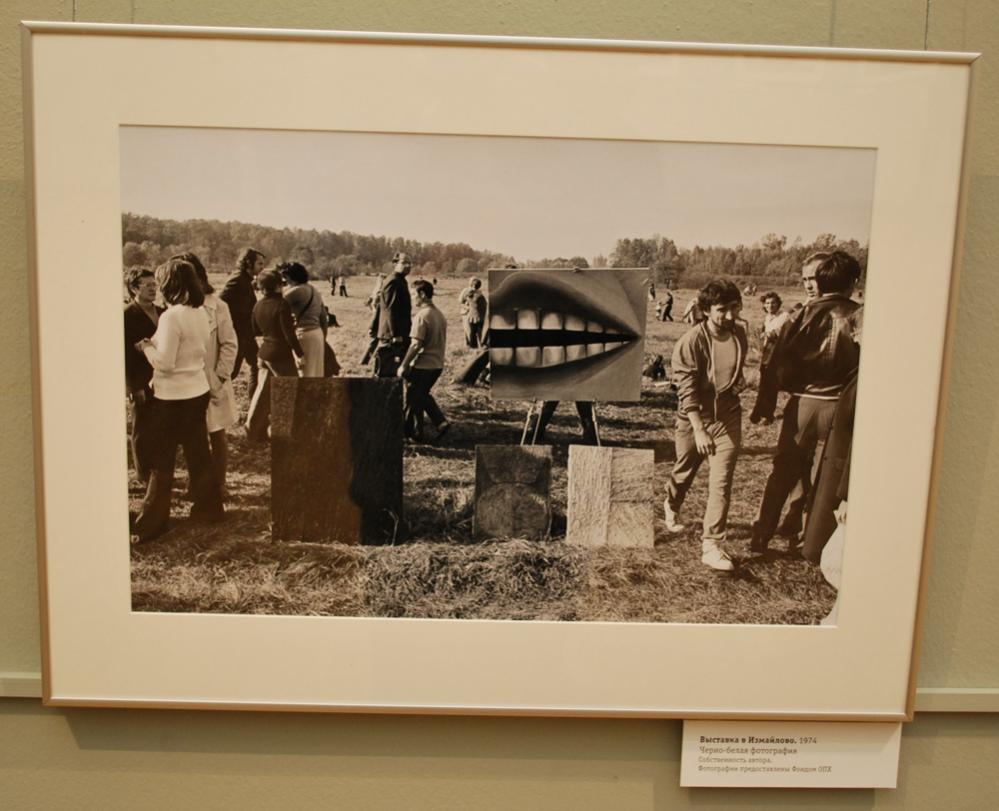 Выставка в Измайлово. 1974
Черно-белая фотография
Собственность автора.
Фотографии предоставлены Фондом ОПХ